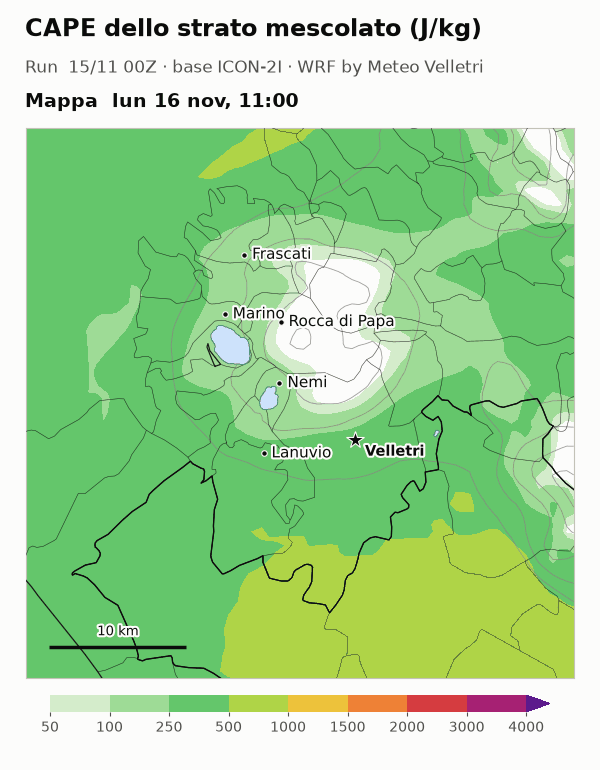 CAPE dello strato mescolato (J/kg)
Run  15/11 00Z · base ICON-2I · WRF by Meteo Velletri
Mappa  lun 16 nov, 11:00
Frascati
Marino
Rocca di Papa
Nemi
Velletri
Lanuvio
10 km
50 100 250 500 1000 1500 2000 3000 4000